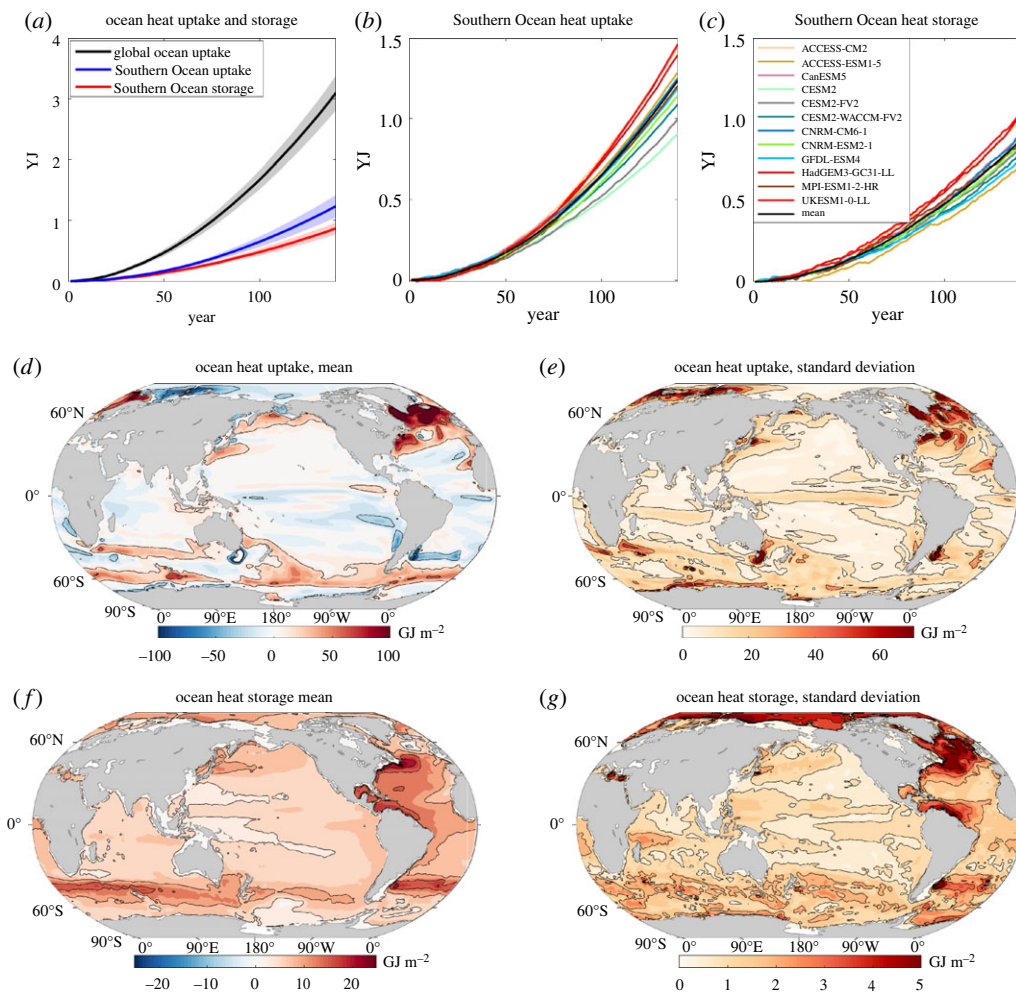 (a) ocean heat uptake and storage
4
3
2
1
0
YJ
global ocean uptake
Southern Ocean uptake
Southern Ocean storage
0 50 100
year
(b) Southern Ocean heat uptake
1.5
1.0
0.5
0
YJ
0 50 100
year
(c) Southern Ocean heat storage
1.5
1.0
0.5
0
YJ
ACCESS-CM2
ACCESS-ESM1-5
CanESM5
CESM2
CESM2-FV2
CESM2-WACCM-FV2
CNRM-CM6-1
CNRM-ESM2-1
GFDL-ESM4
HadGEM3-GC31-LL
MPI-ESM1-2-HR
UKESM1-0-LL
mean
0 50 100
year
(d) ocean heat uptake, mean
60°N
0°
60°S
90°S 0° 90°E 180° 90°W 0°
GJ m⁻²
−100 −50 0 50 100
(e) ocean heat uptake, standard deviation
60°N
0°
60°S
90°S 0° 90°E 180° 90°W 0°
GJ m⁻²
0 20 40 60
(f) ocean heat storage mean
60°N
0°
60°S
90°S 0° 90°E 180° 90°W 0°
GJ m⁻²
−20 −10 0 10 20
(g) ocean heat storage, standard deviation
60°N
0°
60°S
90°S 0° 90°E 180° 90°W 0°
GJ m⁻²
0 1 2 3 4 5